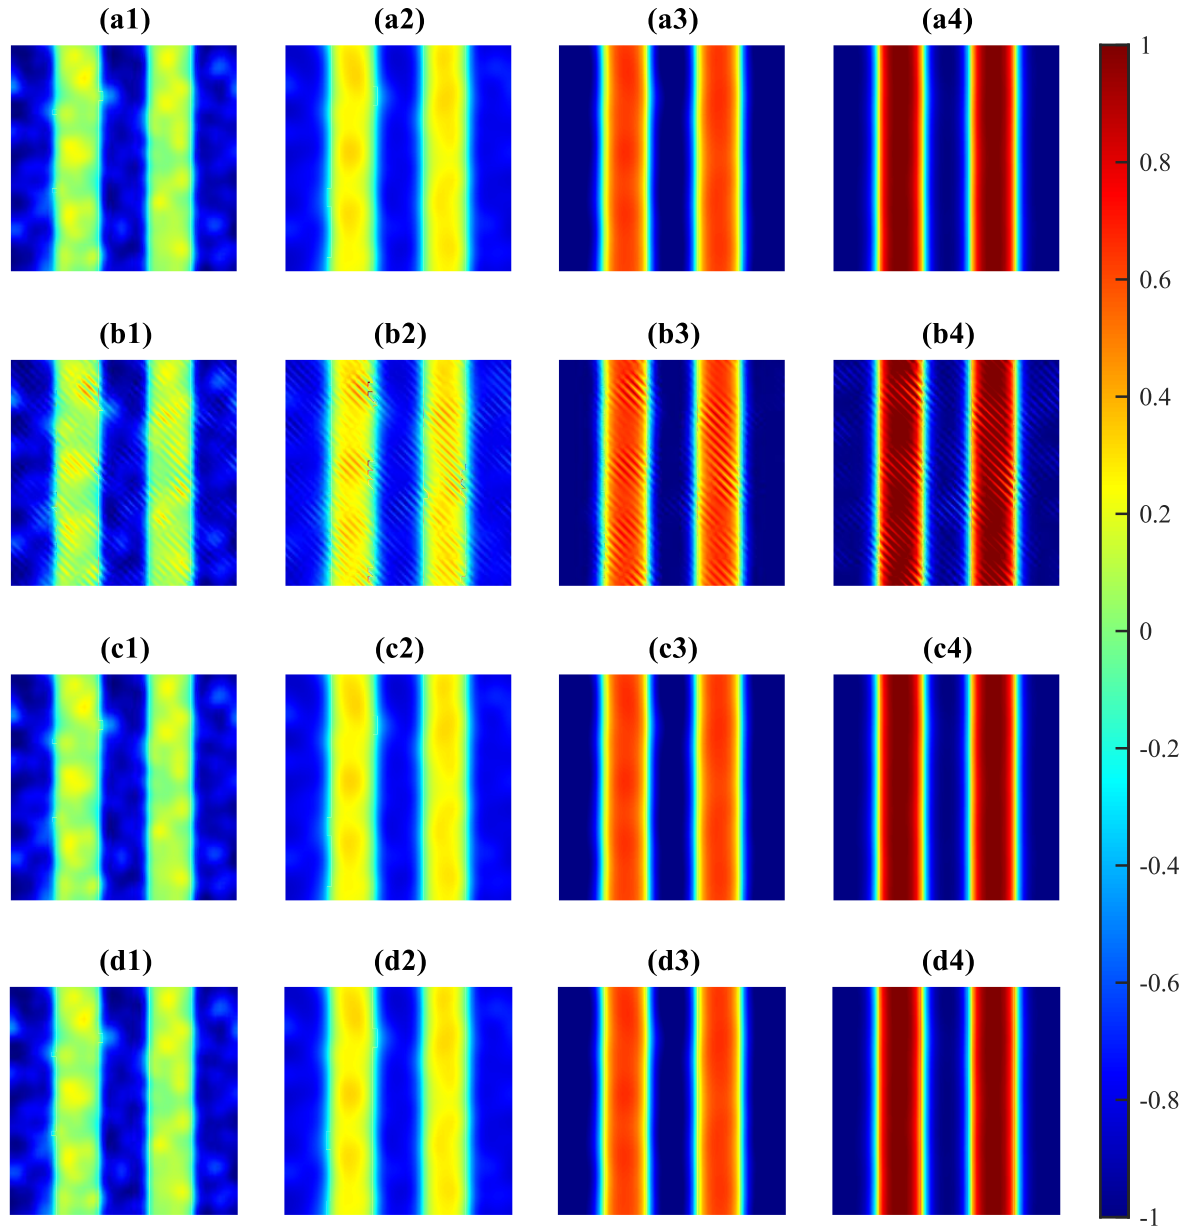 (a1) (a2) (a3) (a4)
1
0.8
0.6
(b1) (b2) (b3) (b4)
0.4
0.2
0
(c1) (c2) (c3) (c4)
-0.2
-0.4
-0.6
(d1) (d2) (d3) (d4)
-0.8
-1